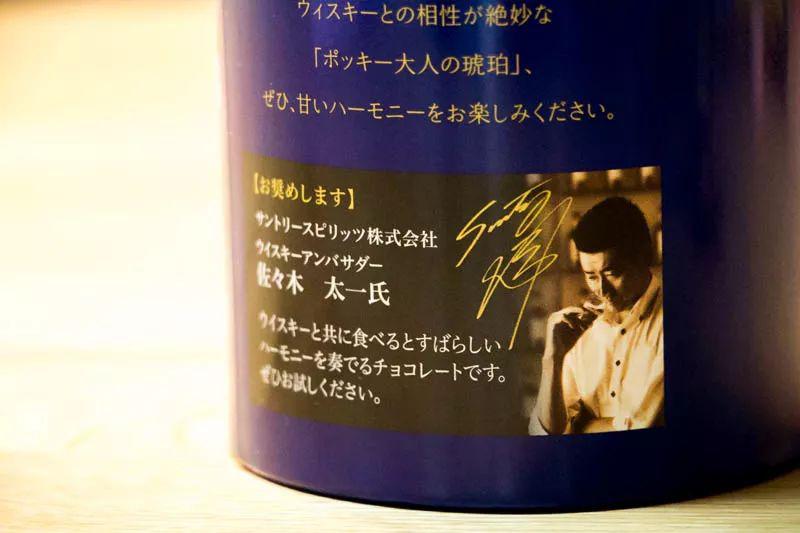 ウィスキーとの相性が絶妙な
「ポッキー大人の琥珀」、
ぜひ、甘いハーモニーをお楽しみください。
【お奨めします】
サントリースピリッツ株式会社
ウイスキーアンバサダー
佐々木 太一氏
ウイスキーと共に食べるとすばらしい
ハーモニーを奏でるチョコレートです。
ぜひお試しください。